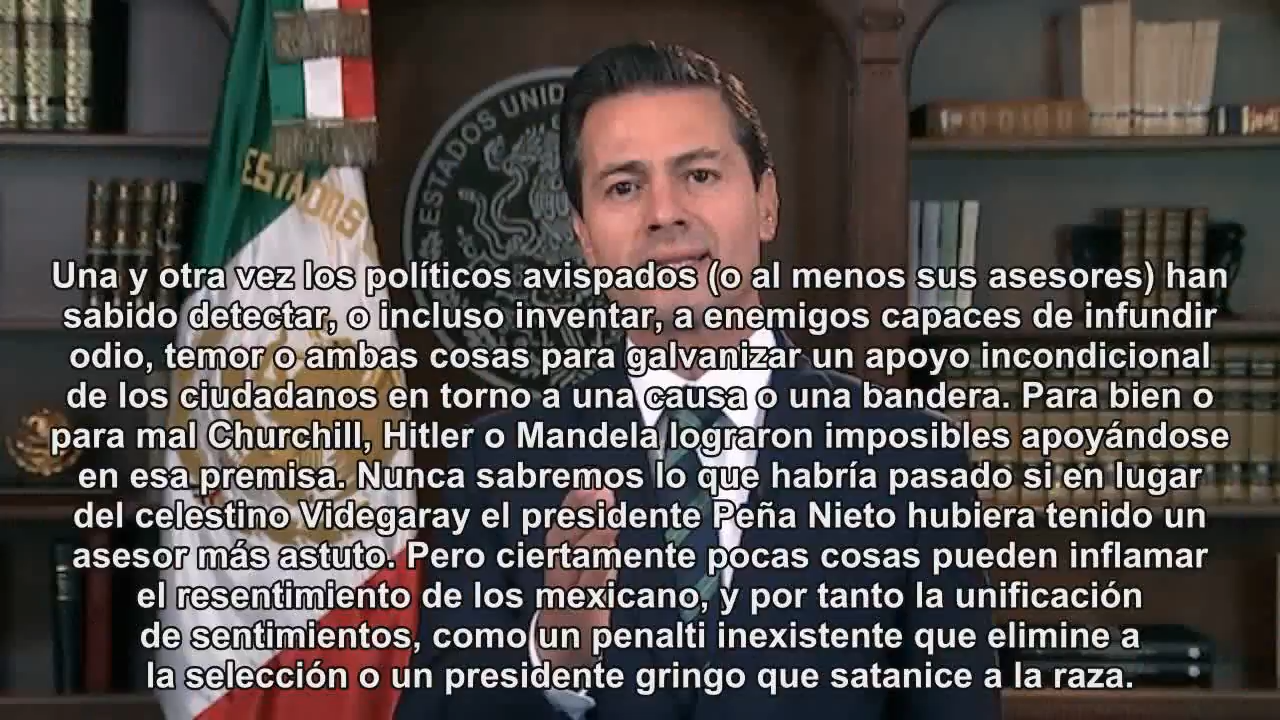 ESTADOS UNID
ESTADOS
Una y otra vez los políticos avispados (o al menos sus asesores) han
sabido detectar, o incluso inventar, a enemigos capaces de infundir
odio, temor o ambas cosas para galvanizar un apoyo incondicional
de los ciudadanos en torno a una causa o una bandera. Para bien o
para mal Churchill, Hitler o Mandela lograron imposibles apoyándose
en esa premisa. Nunca sabremos lo que habría pasado si en lugar
del celestino Videgaray el presidente Peña Nieto hubiera tenido un
asesor más astuto. Pero ciertamente pocas cosas pueden inflamar
el resentimiento de los mexicano, y por tanto la unificación
de sentimientos, como un penalti inexistente que elimine a
la selección o un presidente gringo que satanice a la raza.